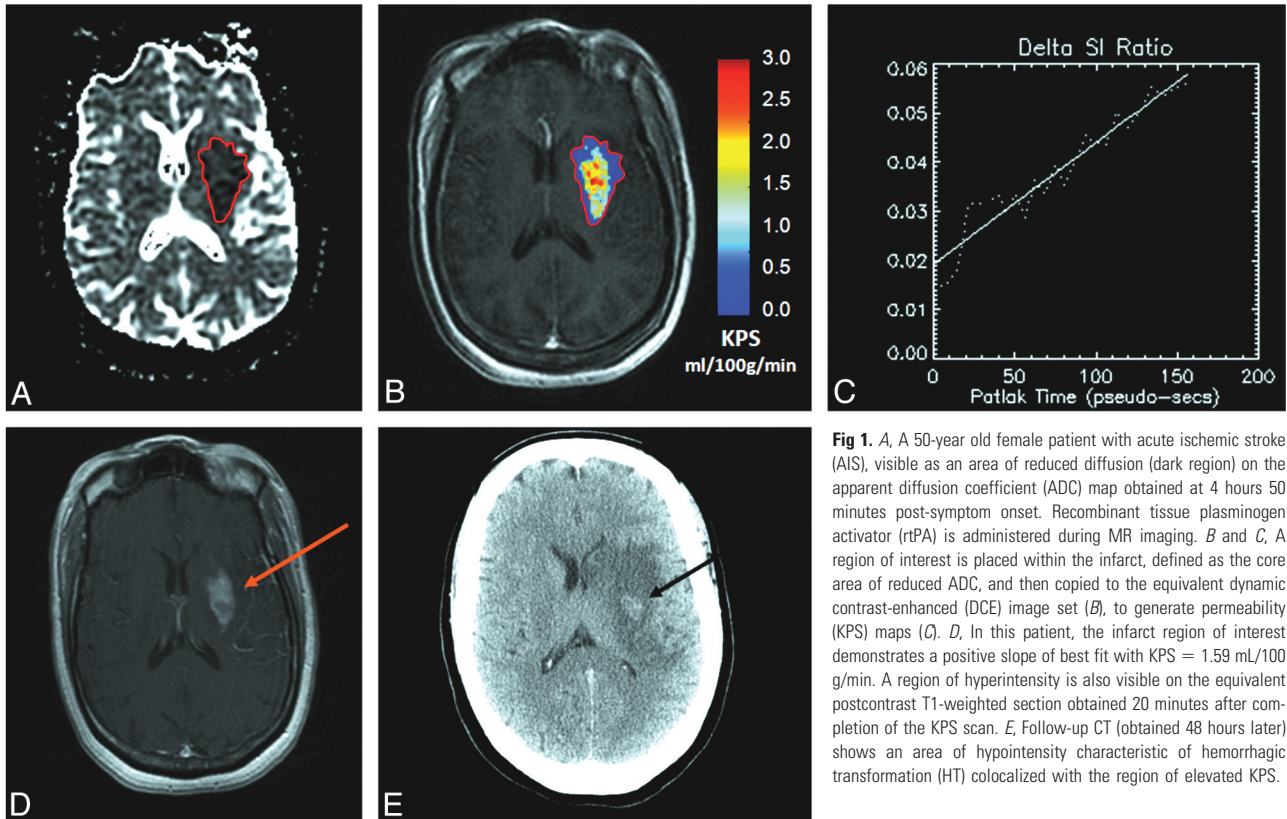 A
B
3.0
2.5
2.0
1.5
1.0
0.5
0.0
KPS
ml/100g/min
C
Delta SI Ratio
0.06
0.05
0.04
0.03
0.02
0.01
0.00
0 50 100 150 200
Patlak Time (pseudo-secs)
D
E
Fig 1. A, A 50-year old female patient with acute ischemic stroke
(AIS), visible as an area of reduced diffusion (dark region) on the
apparent diffusion coefficient (ADC) map obtained at 4 hours 50
minutes post-symptom onset. Recombinant tissue plasminogen
activator (rtPA) is administered during MR imaging. B and C, A
region of interest is placed within the infarct, defined as the core
area of reduced ADC, and then copied to the equivalent dynamic
contrast-enhanced (DCE) image set (B), to generate permeability
(KPS) maps (C). D, In this patient, the infarct region of interest
demonstrates a positive slope of best fit with KPS = 1.59 mL/100
g/min. A region of hyperintensity is also visible on the equivalent
postcontrast T1-weighted section obtained 20 minutes after com-
pletion of the KPS scan. E, Follow-up CT (obtained 48 hours later)
shows an area of hypointensity characteristic of hemorrhagic
transformation (HT) colocalized with the region of elevated KPS.